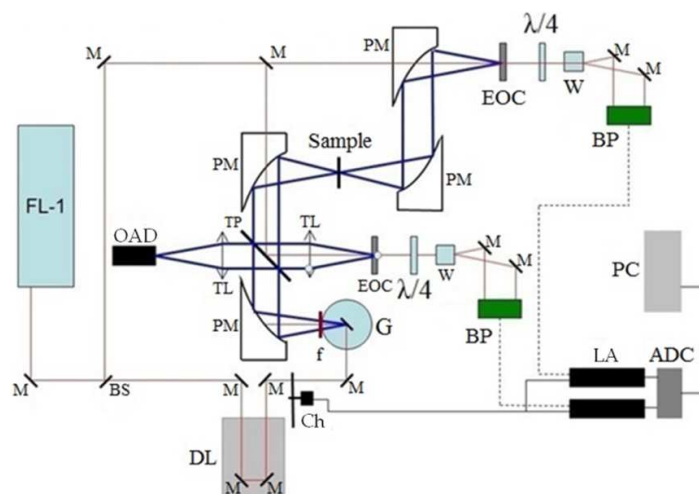 M
M
PM
EOC
λ/4
W
M
M
BP
FL-1
PM
Sample
PM
OAD
TP
TL
TL
EOC
λ/4
W
M
M
BP
PC
PM
f
G
M
BS
M
M
M
Ch
LA
ADC
DL
M
M